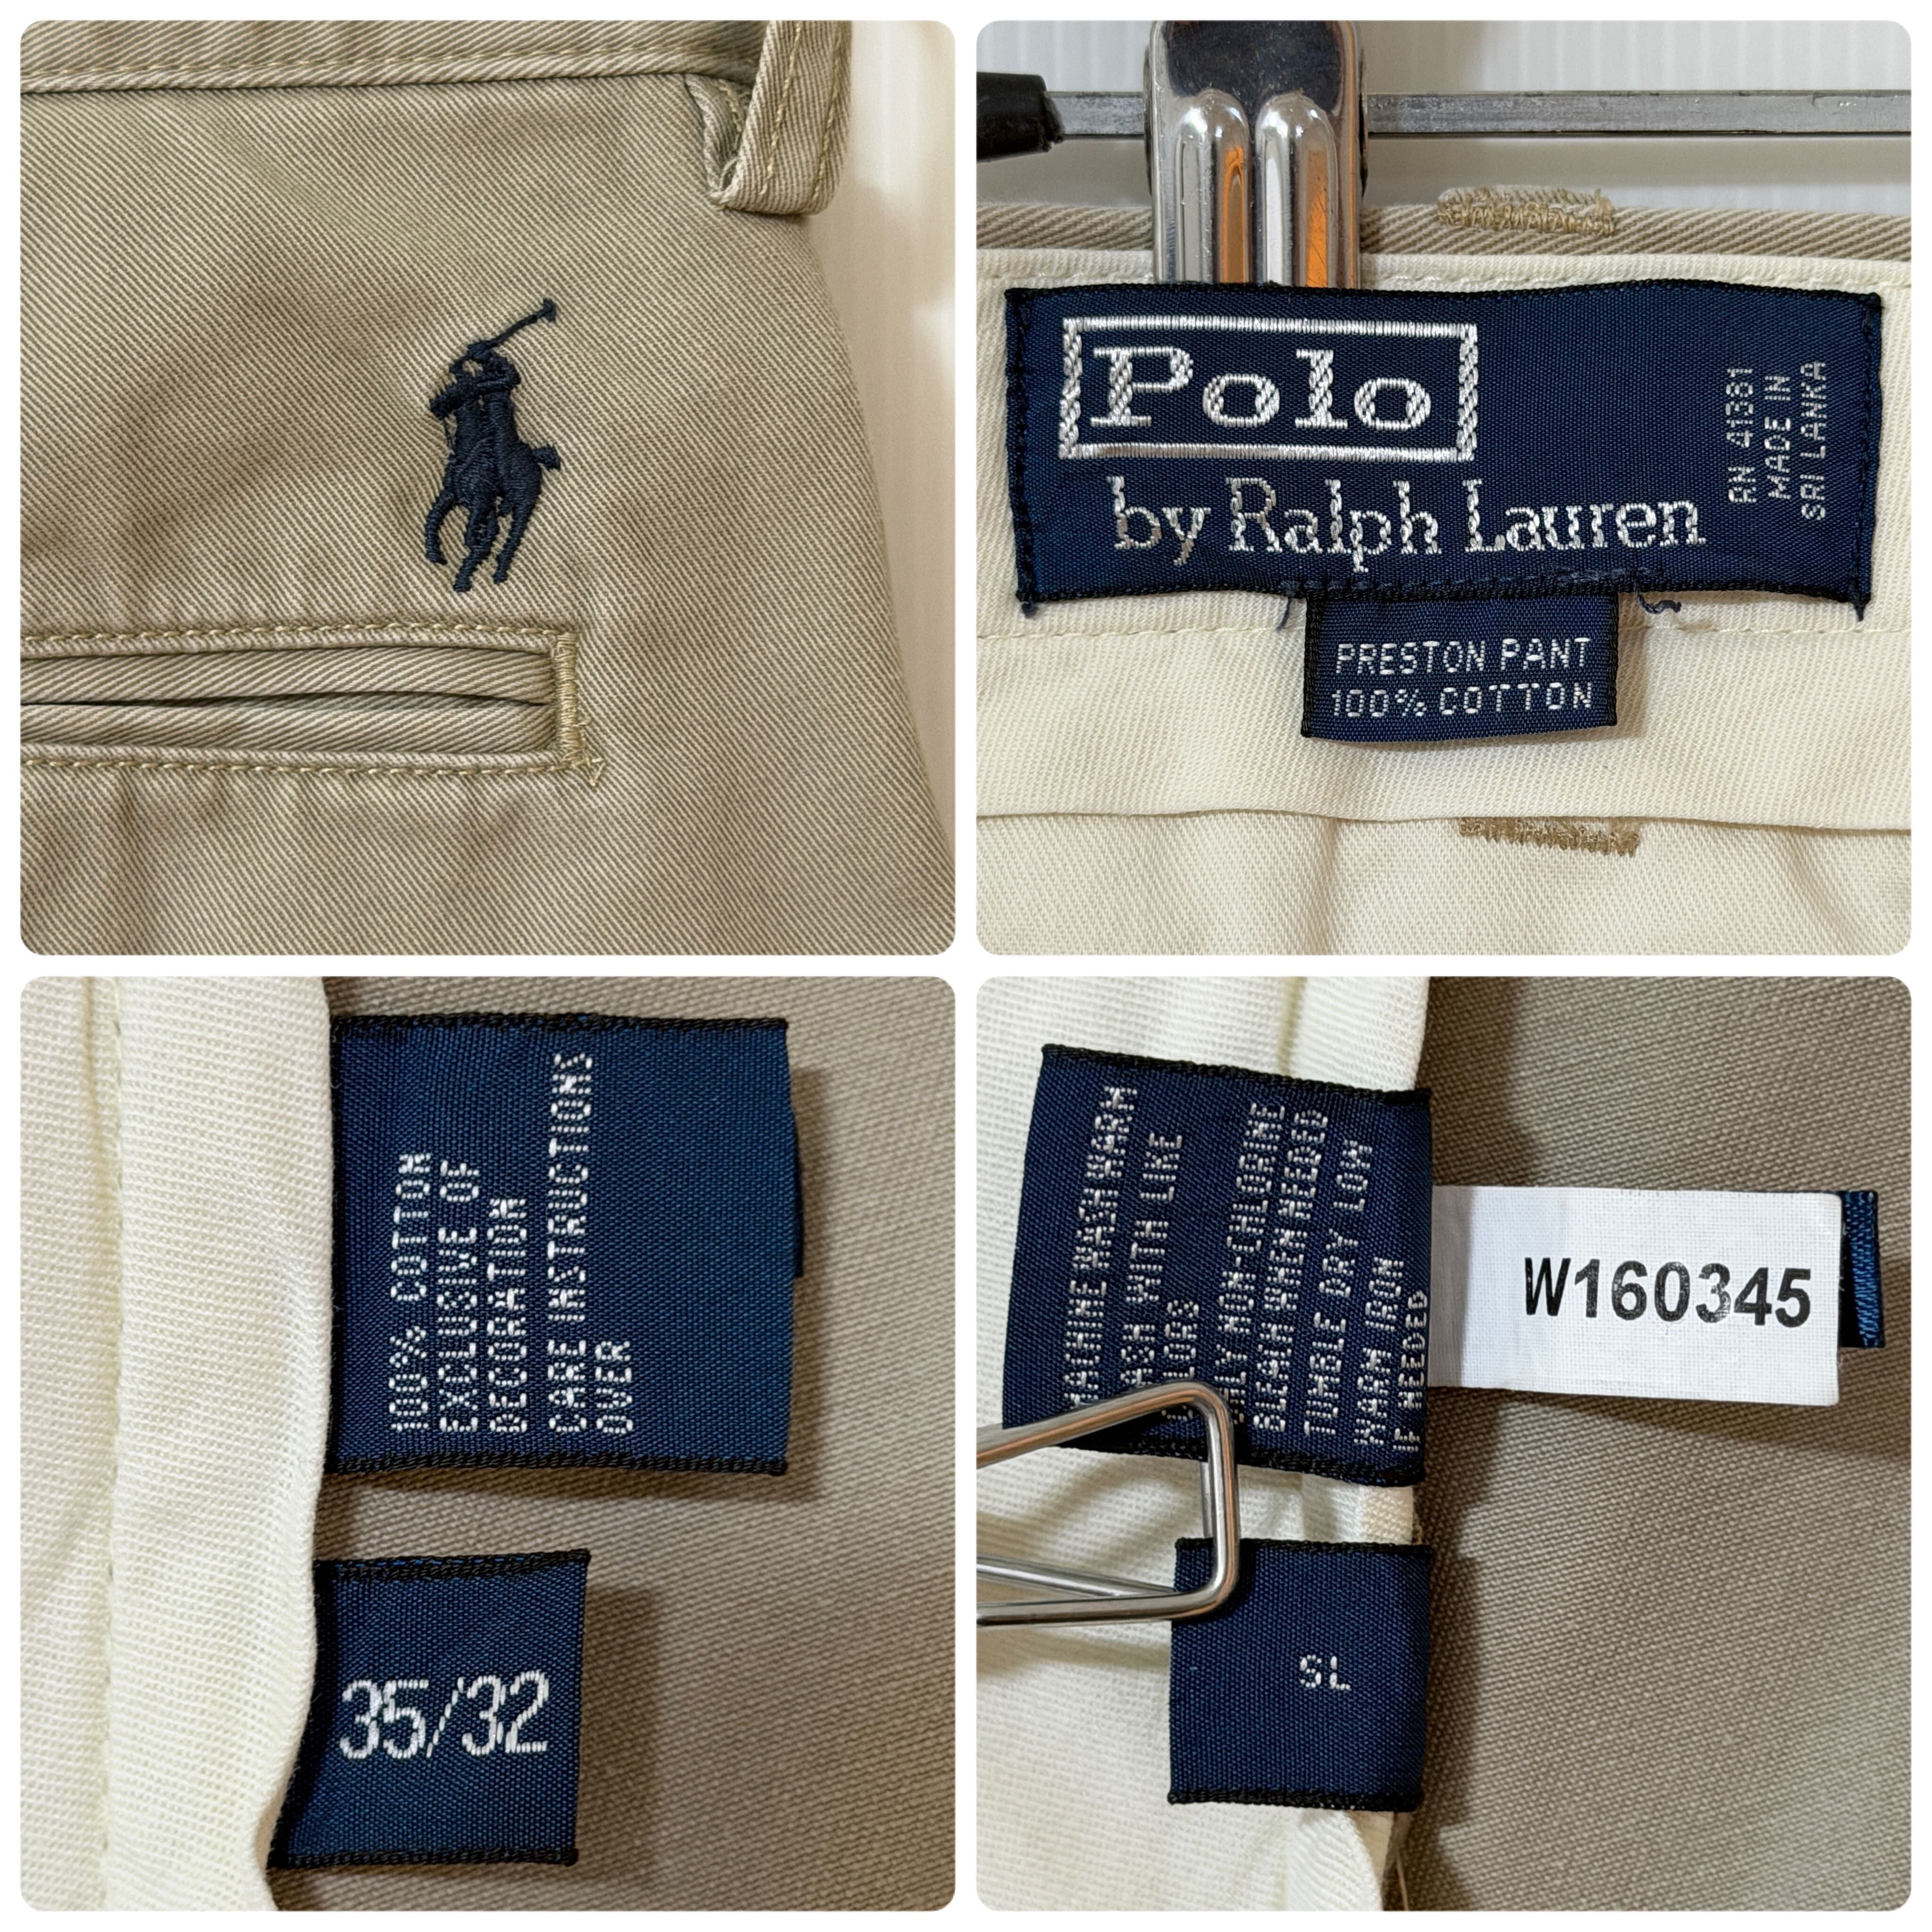 Polo
by Ralph Lauren
RN 41381
MADE IN
SRI LANKA
PRESTON PANT
100% COTTON
100% COTTON
EXCLUSIVE OF
DECORATION
CARE INSTRUCTIONS
OVER
35/32
MACHINE WASH WARM
WASH WITH LIKE
COLORS
ONLY NON-CHLORINE
BLEAH WHEN NEEDED
TUMBLE DRY LOW
WARM IRON
IF NEEDED
W160345
SL